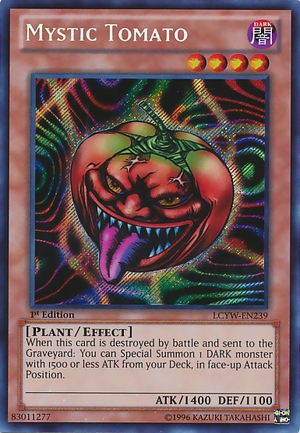 Mystic Tomato
DARK
闇
1st Edition
LCYW-EN239
[PLANT/EFFECT]
When this card is destroyed by battle and sent to the
Graveyard: You can Special Summon 1 DARK monster
with 1500 or less ATK from your Deck, in face-up Attack
Position.
ATK/1400 DEF/1100
83011277
©1996 KAZUKI TAKAHASHI